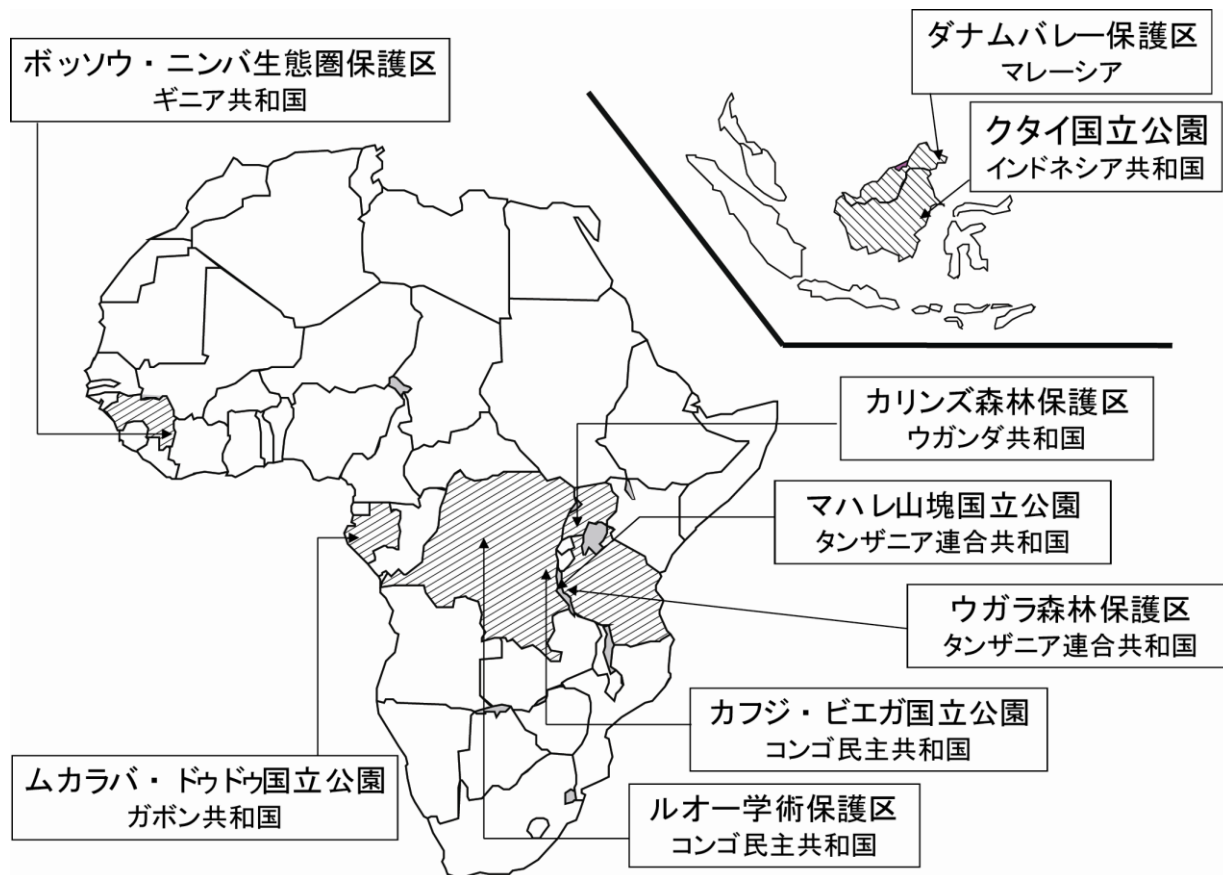 ボッソウ・ニンバ生態圏保護区
ギニア共和国
ダナムバレー保護区
マレーシア
クタイ国立公園
インドネシア共和国
カリンズ森林保護区
ウガンダ共和国
マハレ山塊国立公園
タンザニア連合共和国
ウガラ森林保護区
タンザニア連合共和国
カフジ・ビエガ国立公園
コンゴ民主共和国
ムカラバ・ドゥドゥ国立公園
ガボン共和国
ルオー学術保護区
コンゴ民主共和国